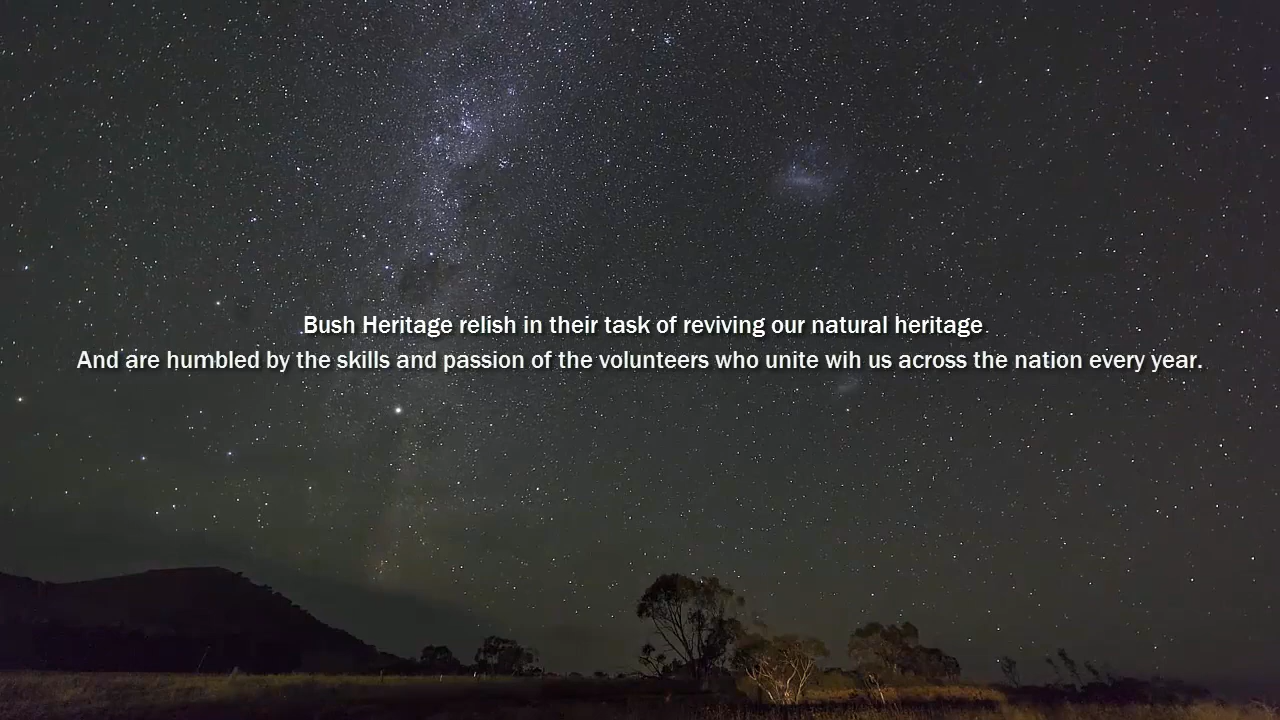 Bush Heritage relish in their task of reviving our natural heritage.
And are humbled by the skills and passion of the volunteers who unite wih us across the nation every year.